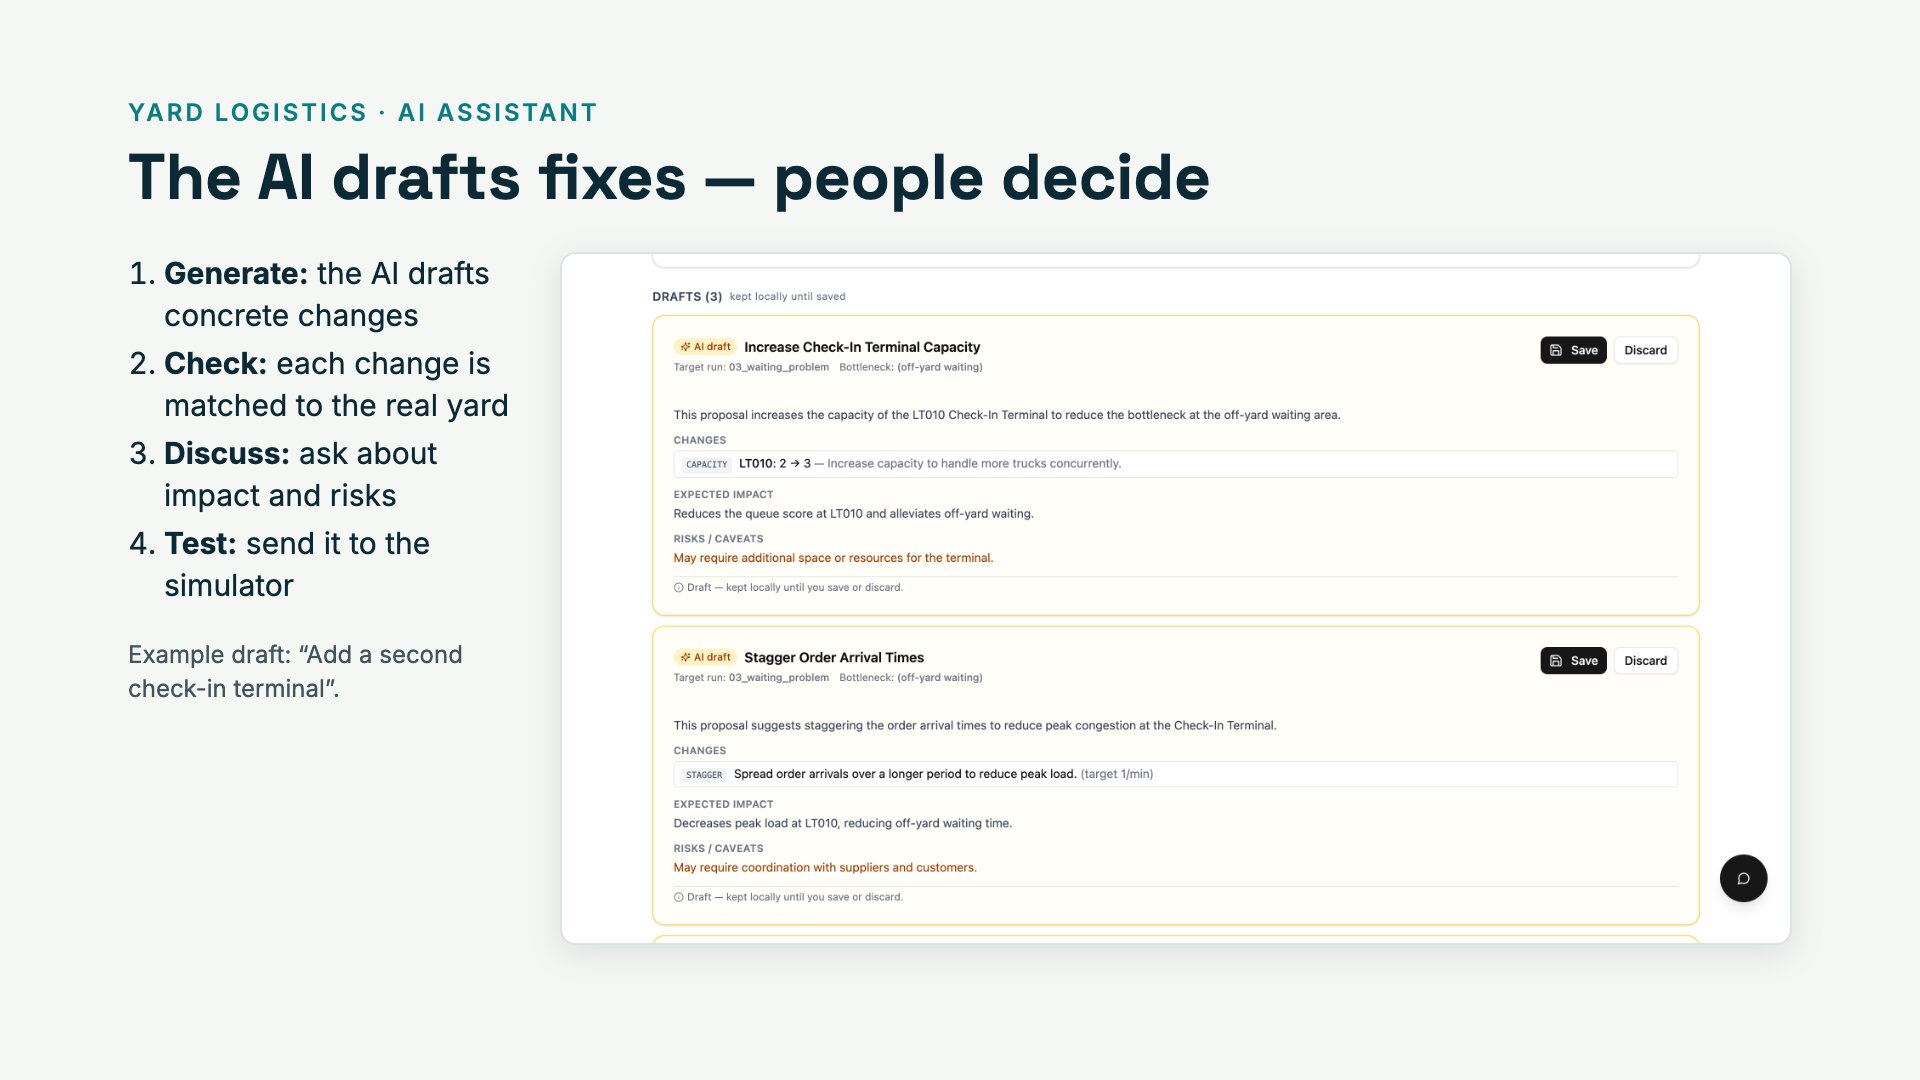 YARD LOGISTICS · AI ASSISTANT
The AI drafts fixes — people decide
1. Generate: the AI drafts
concrete changes
2. Check: each change is
matched to the real yard
3. Discuss: ask about
impact and risks
4. Test: send it to the
simulator
Example draft: “Add a second
check-in terminal”.
DRAFTS (3) kept locally until saved
AI draft Increase Check-In Terminal Capacity
Save Discard
Target run: 03_waiting_problem Bottleneck: (off-yard waiting)
This proposal increases the capacity of the LT010 Check-In Terminal to reduce the bottleneck at the off-yard waiting area.
CHANGES
CAPACITY LT010: 2 → 3 — Increase capacity to handle more trucks concurrently.
EXPECTED IMPACT
Reduces the queue score at LT010 and alleviates off-yard waiting.
RISKS / CAVEATS
May require additional space or resources for the terminal.
Draft — kept locally until you save or discard.
AI draft Stagger Order Arrival Times
Save Discard
Target run: 03_waiting_problem Bottleneck: (off-yard waiting)
This proposal suggests staggering the order arrival times to reduce peak congestion at the Check-In Terminal.
CHANGES
STAGGER Spread order arrivals over a longer period to reduce peak load. (target 1/min)
EXPECTED IMPACT
Decreases peak load at LT010, reducing off-yard waiting time.
RISKS / CAVEATS
May require coordination with suppliers and customers.
Draft — kept locally until you save or discard.